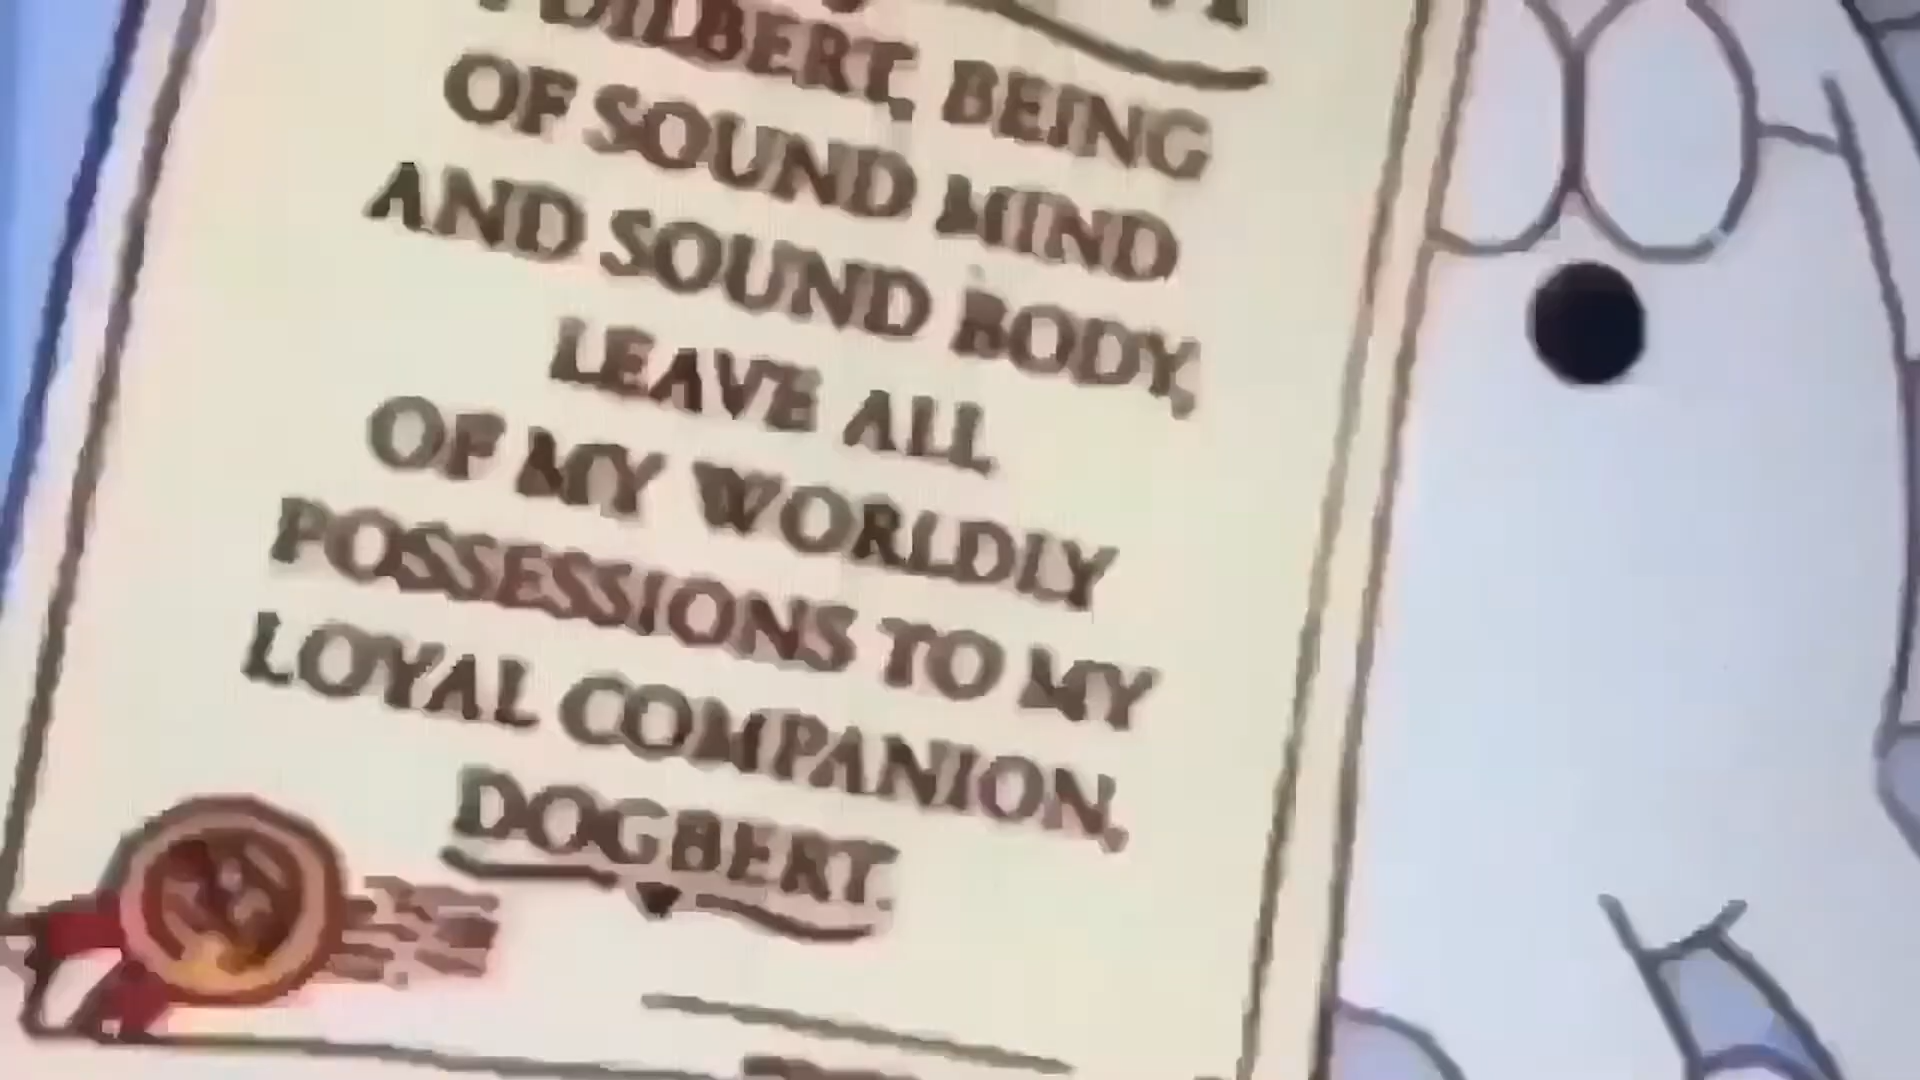 DILBERT, BEING
OF SOUND MIND
AND SOUND BODY,
LEAVE ALL
OF MY WORLDLY
POSSESSIONS TO MY
LOYAL COMPANION,
DOGBERT.